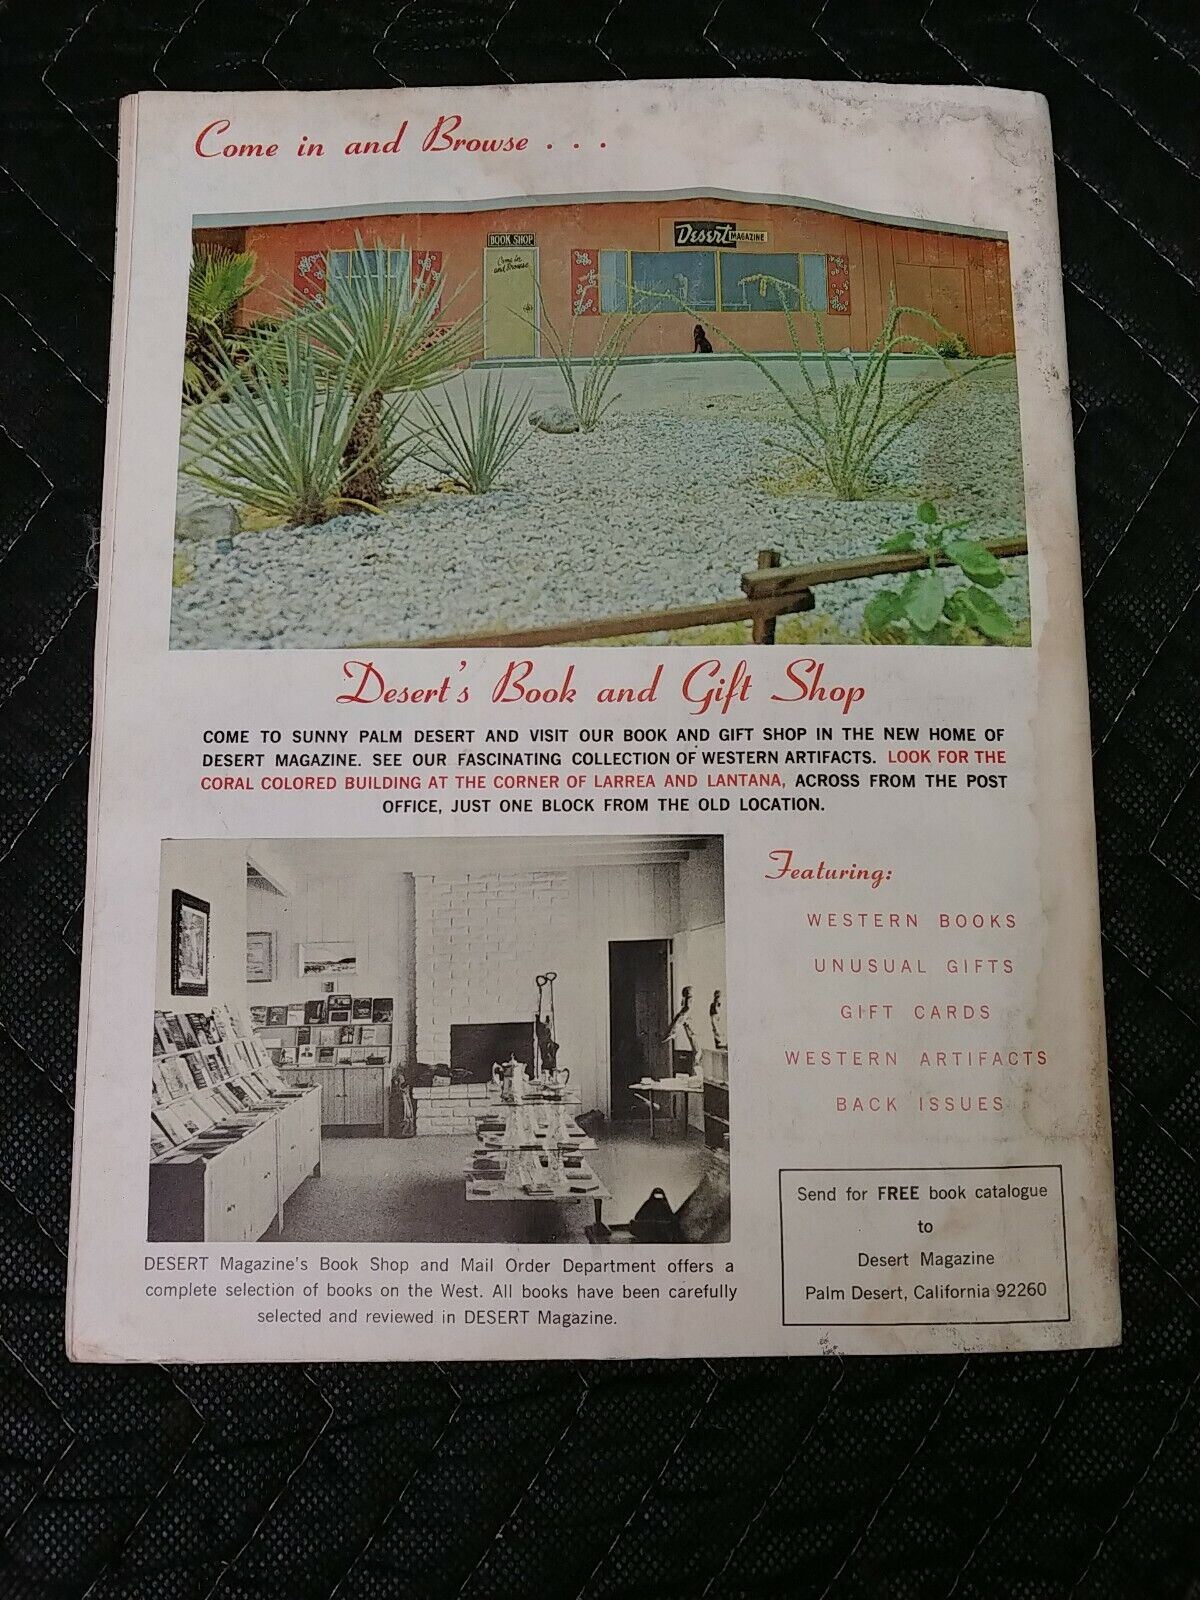 Come in and Browse . . .
BOOK SHOP
Come in
and Browse
Desert MAGAZINE
Desert's Book and Gift Shop
COME TO SUNNY PALM DESERT AND VISIT OUR BOOK AND GIFT SHOP IN THE NEW HOME OF
DESERT MAGAZINE. SEE OUR FASCINATING COLLECTION OF WESTERN ARTIFACTS. LOOK FOR THE
CORAL COLORED BUILDING AT THE CORNER OF LARREA AND LANTANA, ACROSS FROM THE POST
OFFICE, JUST ONE BLOCK FROM THE OLD LOCATION.
Featuring:
WESTERN BOOKS
UNUSUAL GIFTS
GIFT CARDS
WESTERN ARTIFACTS
BACK ISSUES
DESERT Magazine's Book Shop and Mail Order Department offers a
complete selection of books on the West. All books have been carefully
selected and reviewed in DESERT Magazine.
Send for FREE book catalogue
to
Desert Magazine
Palm Desert, California 92260